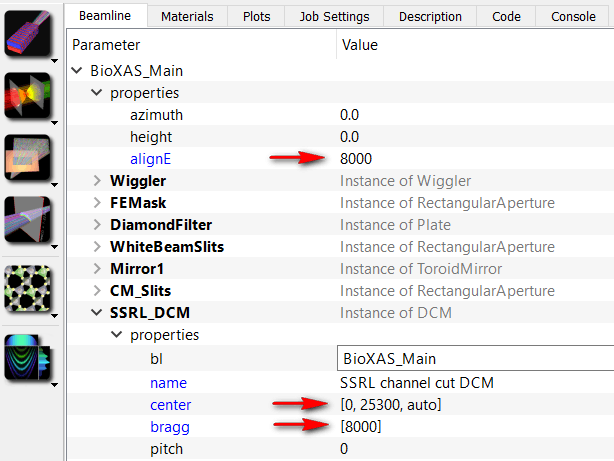 Beamline Materials Plots Job Settings Description Code Console
Parameter Value
BioXAS_Main
properties
azimuth 0.0
height 0.0
alignE 8000
Wiggler Instance of Wiggler
FEMask Instance of RectangularAperture
DiamondFilter Instance of Plate
WhiteBeamSlits Instance of RectangularAperture
Mirror1 Instance of ToroidMirror
CM_Slits Instance of RectangularAperture
SSRL_DCM Instance of DCM
properties
bl BioXAS_Main
name SSRL channel cut DCM
center [0, 25300, auto]
bragg [8000]
pitch 0